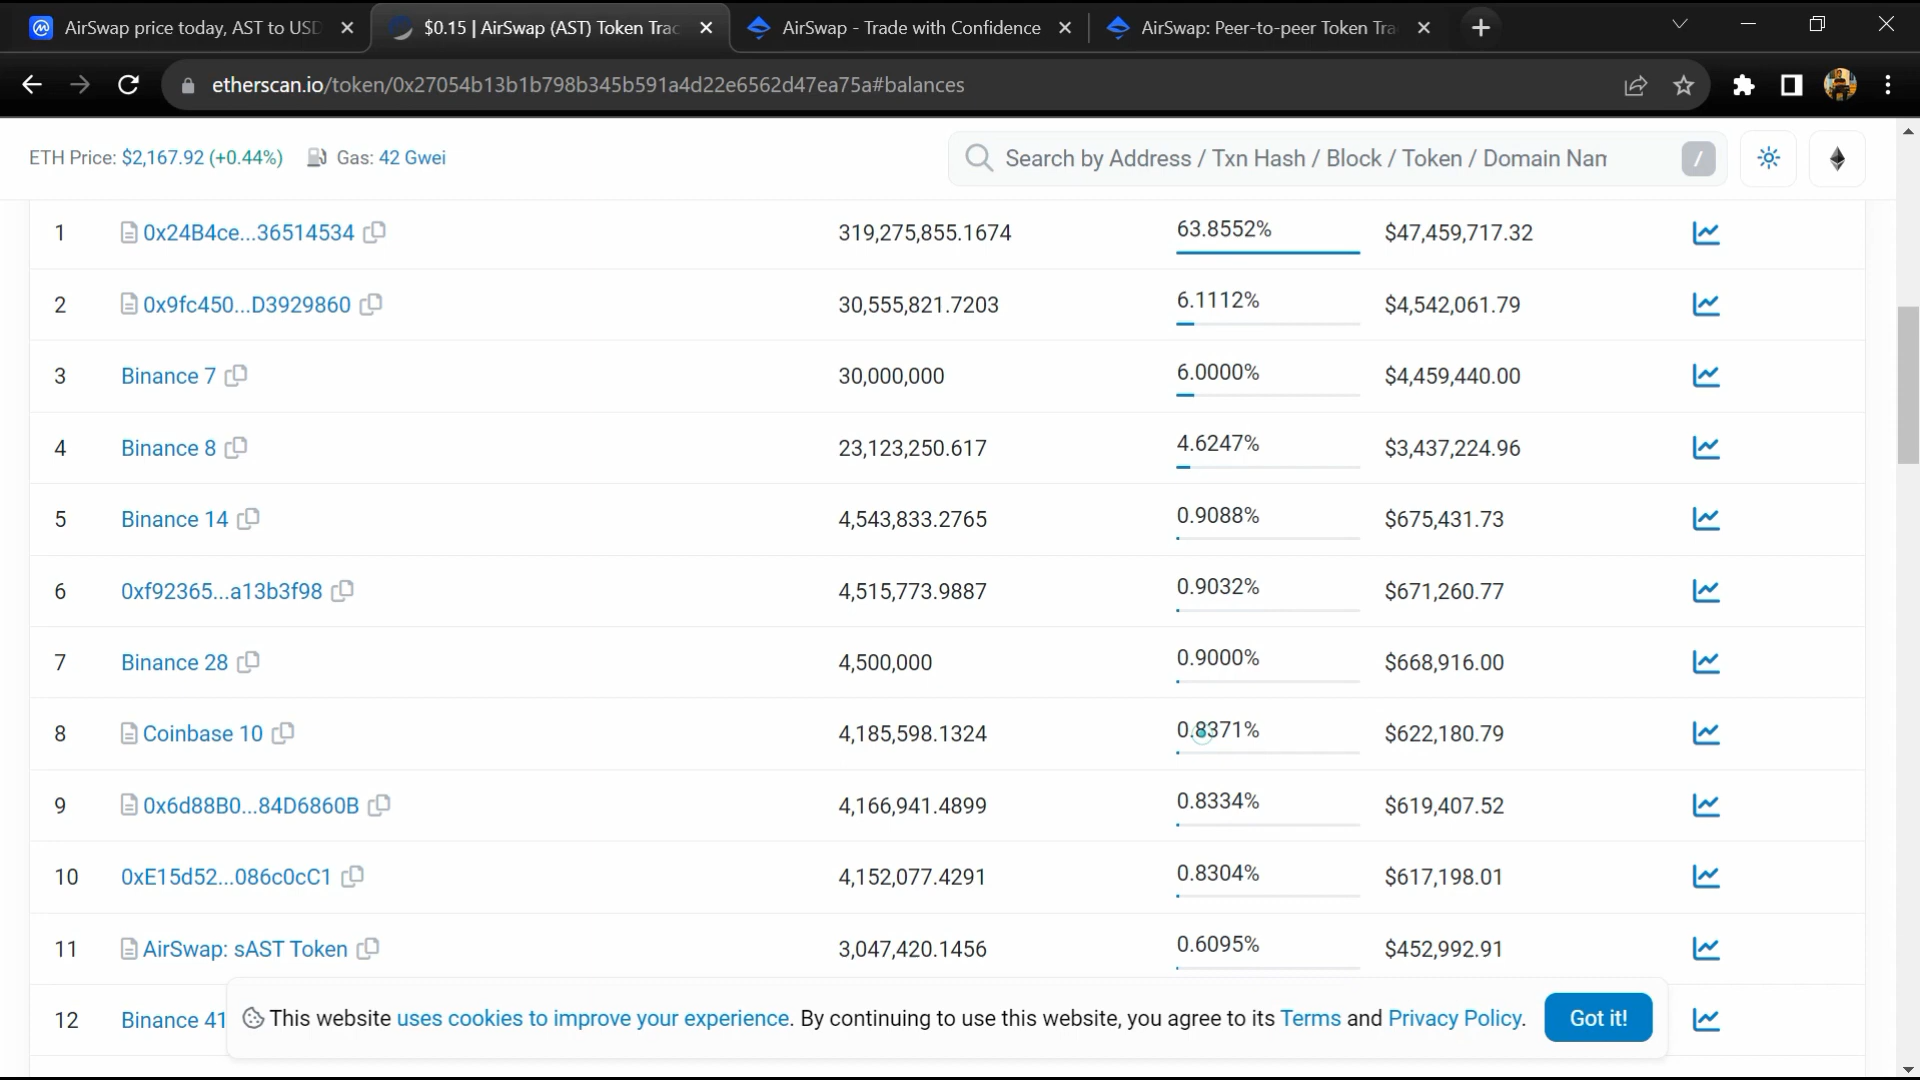 AirSwap price today, AST to USD
$0.15 | AirSwap (AST) Token Trac
AirSwap - Trade with Confidence
AirSwap: Peer-to-peer Token Tra
etherscan.io/token/0x27054b13b1b798b345b591a4d22e6562d47ea75a#balances
ETH Price: $2,167.92 (+0.44%) Gas: 42 Gwei
Search by Address / Txn Hash / Block / Token / Domain Nam
/
1 0x24B4ce...36514534 319,275,855.1674 63.8552% $47,459,717.32
2 0x9fc450...D3929860 30,555,821.7203 6.1112% $4,542,061.79
3 Binance 7 30,000,000 6.0000% $4,459,440.00
4 Binance 8 23,123,250.617 4.6247% $3,437,224.96
5 Binance 14 4,543,833.2765 0.9088% $675,431.73
6 0xf92365...a13b3f98 4,515,773.9887 0.9032% $671,260.77
7 Binance 28 4,500,000 0.9000% $668,916.00
8 Coinbase 10 4,185,598.1324 0.8371% $622,180.79
9 0x6d88B0...84D6860B 4,166,941.4899 0.8334% $619,407.52
10 0xE15d52...086c0cC1 4,152,077.4291 0.8304% $617,198.01
11 AirSwap: sAST Token 3,047,420.1456 0.6095% $452,992.91
12 Binance 41
This website uses cookies to improve your experience. By continuing to use this website, you agree to its Terms and Privacy Policy.
Got it!